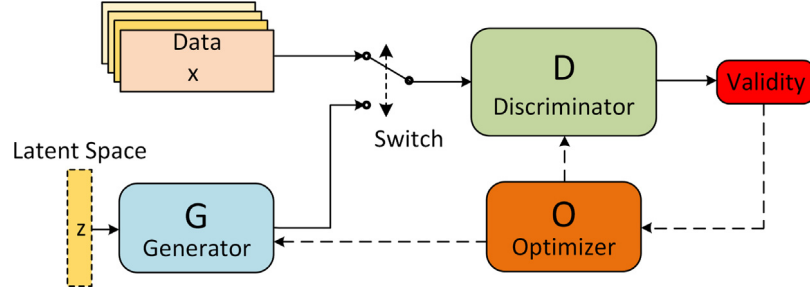 Data
x
D
Discriminator
Validity
Switch
Latent Space
z
G
Generator
O
Optimizer